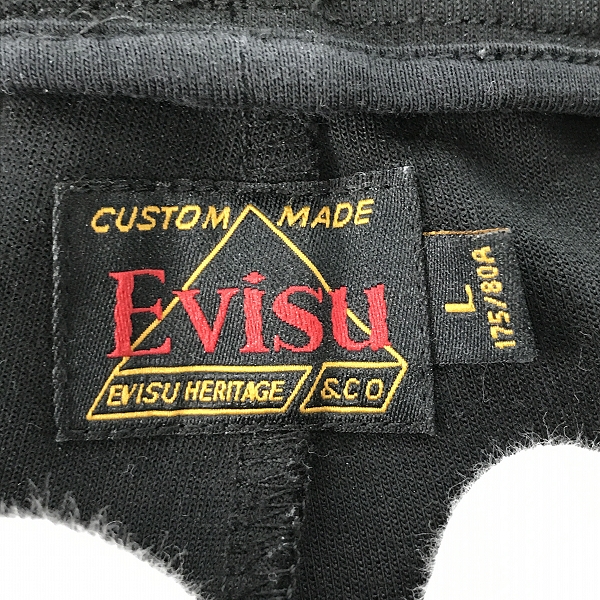 CUSTOM MADE
Evisu
EVISU HERITAGE &CO
L
175/80A